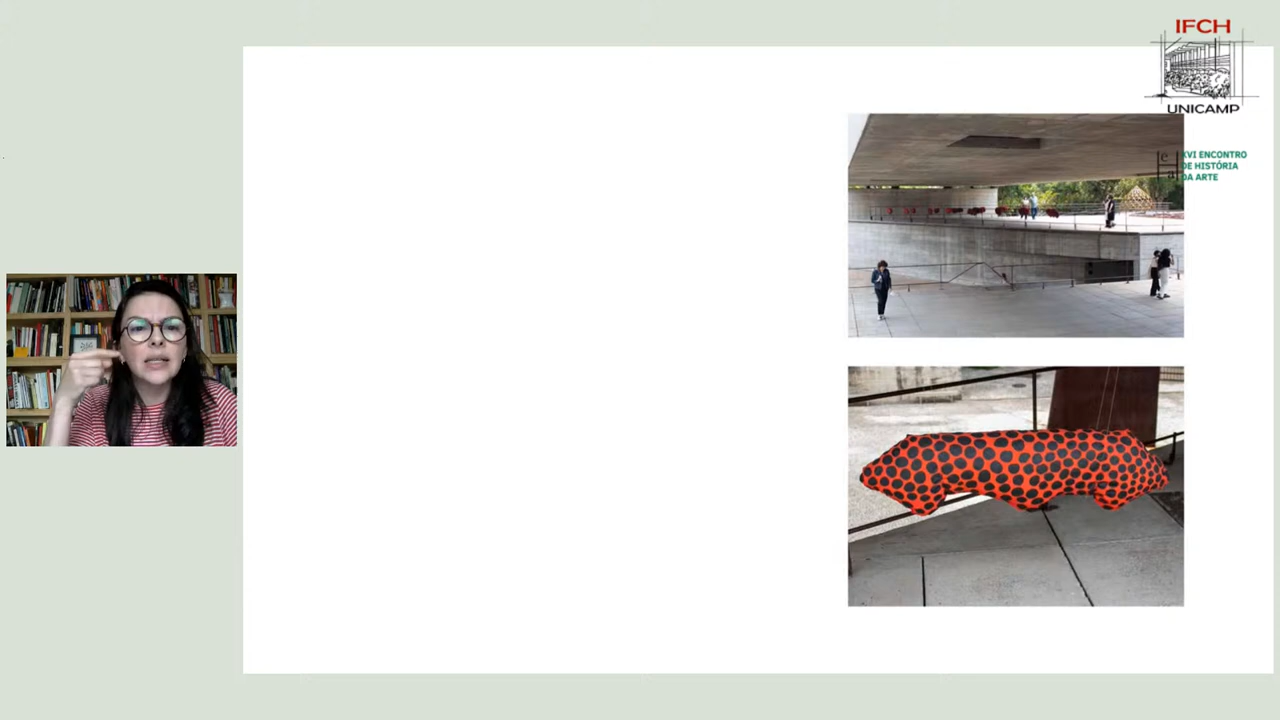 IFCH
UNICAMP
XVI ENCONTRO
DE HISTÓRIA
DA ARTE